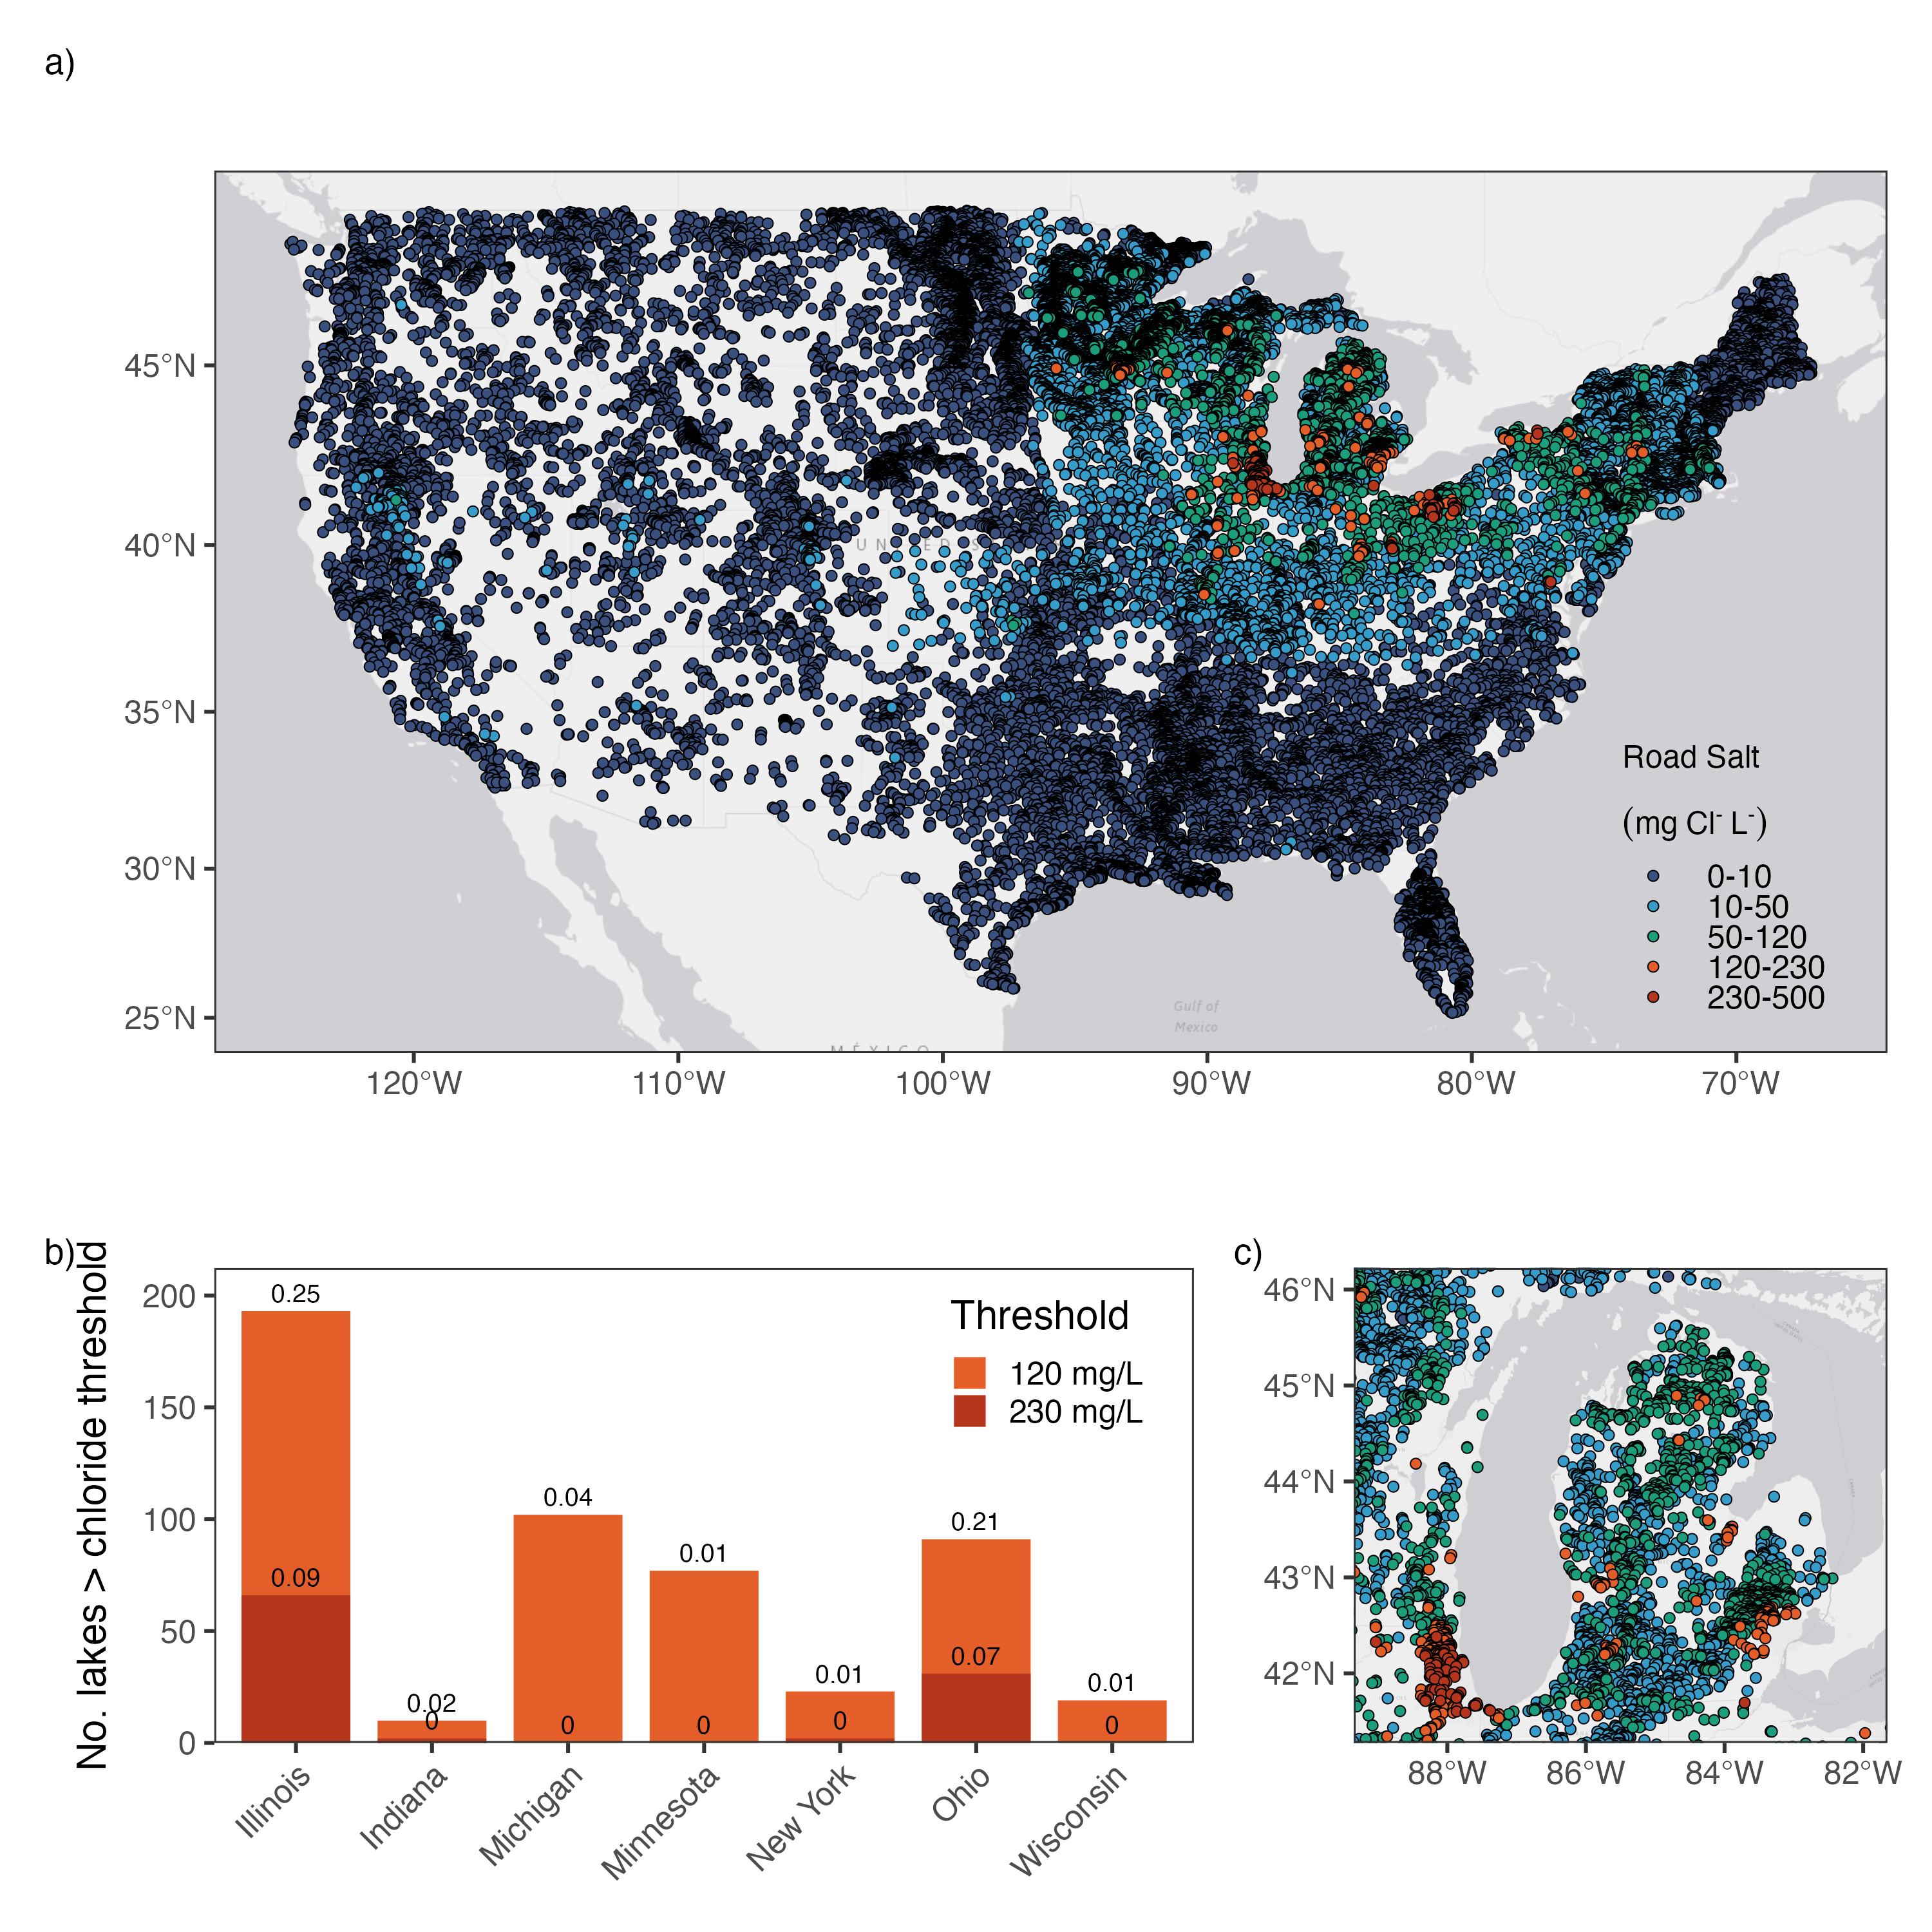 a)
45°N
40°N
35°N
30°N
25°N
120°W
110°W
100°W
90°W
80°W
70°W
Gulf of
Mexico
MÉXICO
Road Salt
(mg Cl⁻ L⁻)
0-10
10-50
50-120
120-230
230-500
b)
No. lakes > chloride threshold
200
150
100
50
0
0.25
0.09
0.02
0
0.04
0
0.01
0
0.01
0
0.21
0.07
0.01
0
Threshold
120 mg/L
230 mg/L
Illinois
Indiana
Michigan
Minnesota
New York
Ohio
Wisconsin
c)
46°N
45°N
44°N
43°N
42°N
88°W
86°W
84°W
82°W